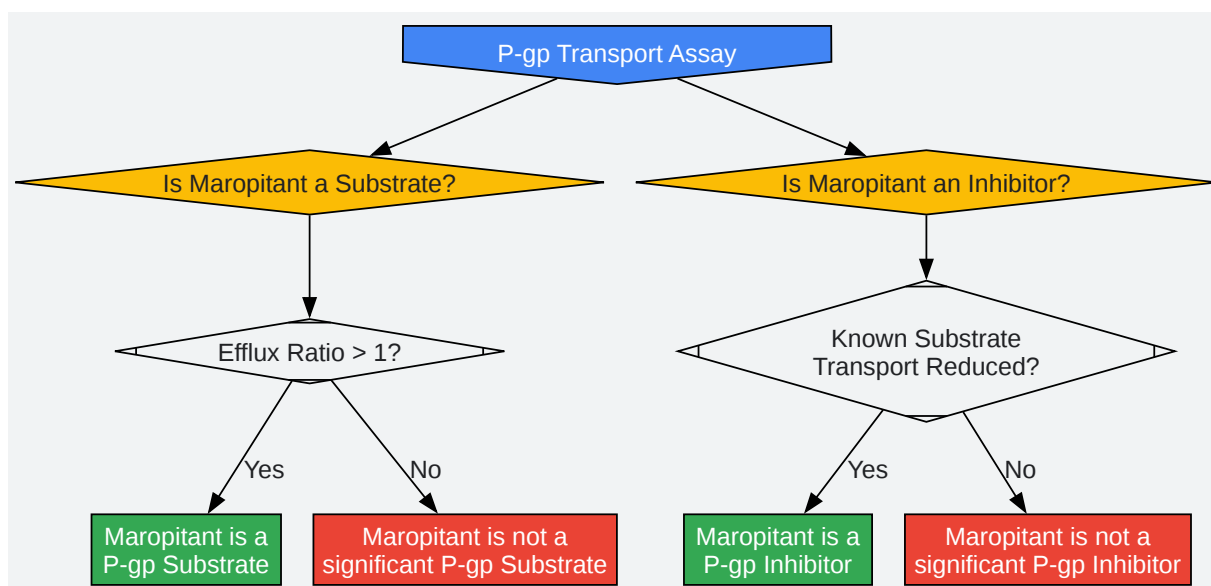 P-gp Transport Assay
Is Maropitant a Substrate?
Is Maropitant an Inhibitor?
Efflux Ratio > 1?
Known Substrate
Transport Reduced?
Yes
No
Yes
No
Maropitant is a
P-gp Substrate
Maropitant is not a
significant P-gp Substrate
Maropitant is a
P-gp Inhibitor
Maropitant is not a
significant P-gp Inhibitor